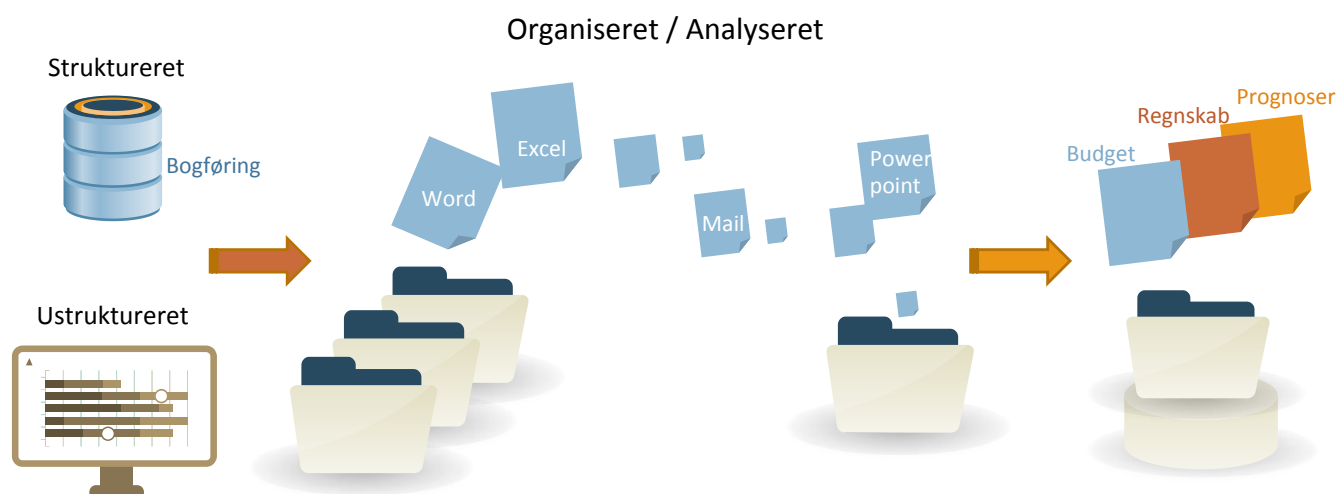 Organiseret / Analyseret
Struktureret
Bogføring
Ustruktureret
Word
Excel
Mail
Power
point
Budget
Regnskab
Prognoser